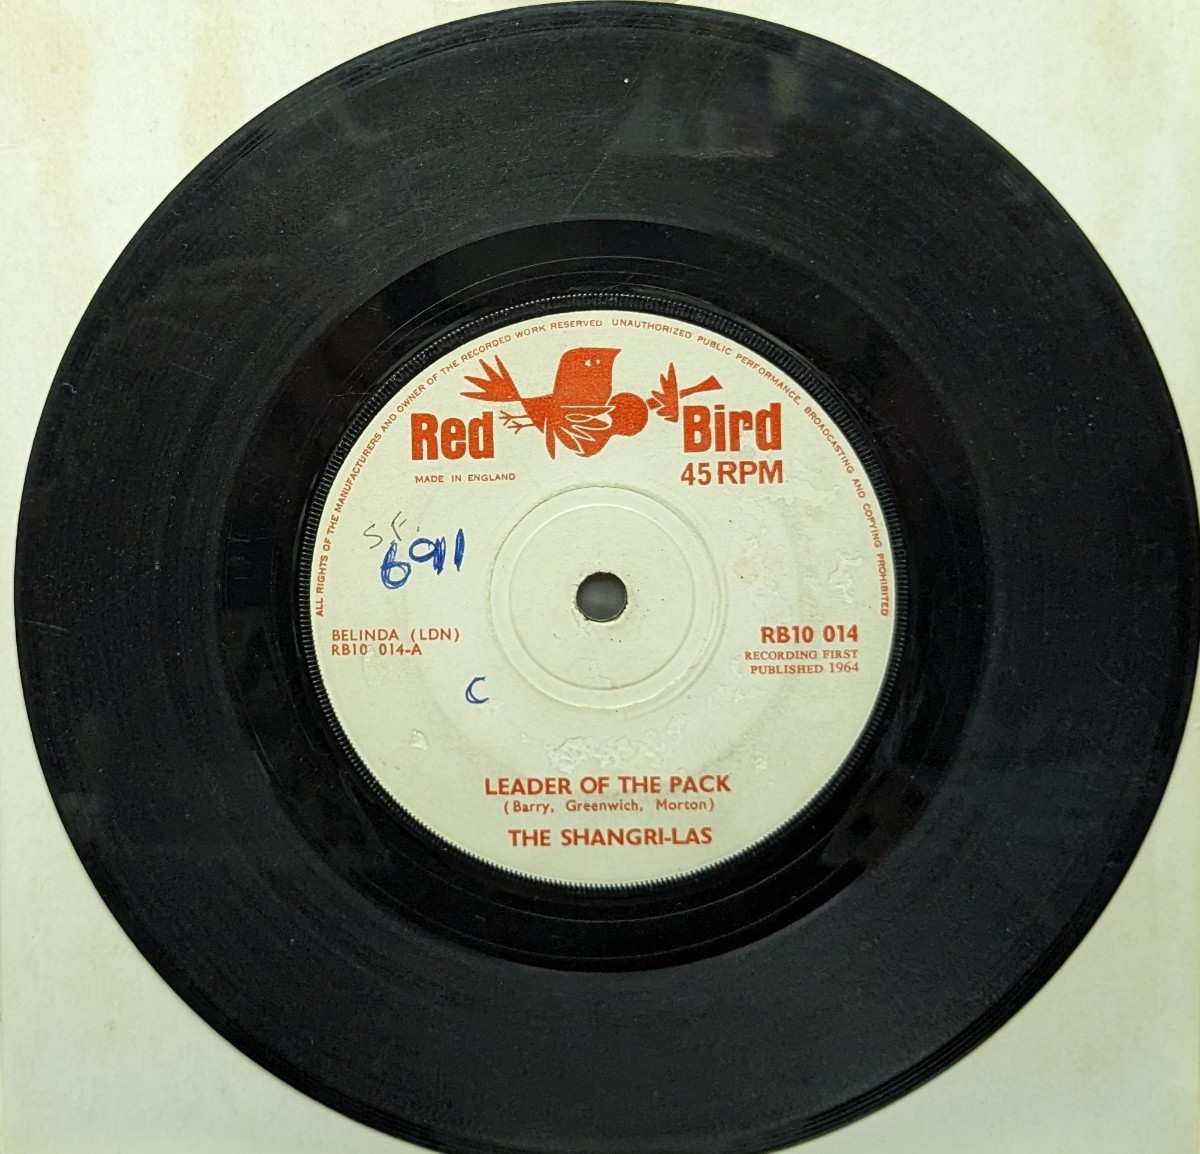 ALL RIGHTS OF THE MANUFACTURERS AND OWNER OF THE RECORDED WORK RESERVED UNAUTHORIZED PUBLIC PERFORMANCE, BROADCASTING AND COPYING PROHIBITED
Red Bird
MADE IN ENGLAND
45 RPM
S.F.
6911
BELINDA (LDN)
RB10 014-A
RB10 014
RECORDING FIRST
PUBLISHED 1964
C
LEADER OF THE PACK
(Barry, Greenwich, Morton)
THE SHANGRI-LAS